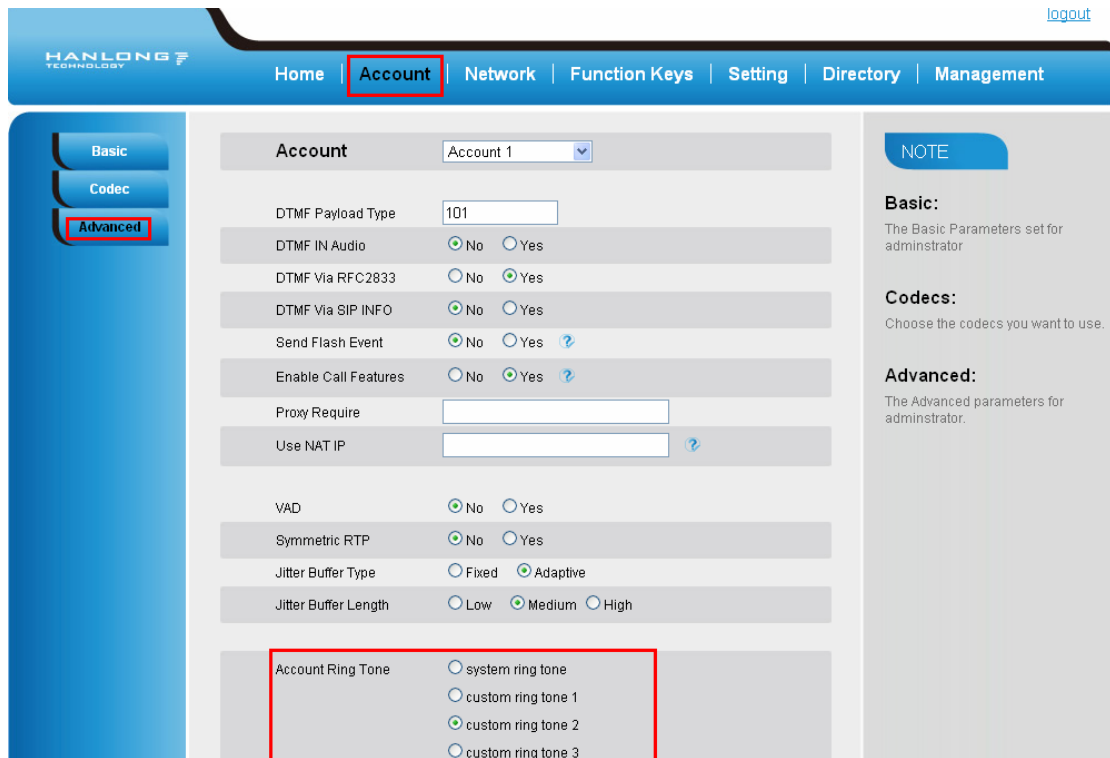 logout
HANLONG
TECHNOLOGY
Home Account Network Function Keys Setting Directory Management
Basic
Codec
Advanced
Account Account 1
DTMF Payload Type 101
DTMF IN Audio No Yes
DTMF Via RFC2833 No Yes
DTMF Via SIP INFO No Yes
Send Flash Event No Yes ?
Enable Call Features No Yes ?
Proxy Require
Use NAT IP ?
VAD No Yes
Symmetric RTP No Yes
Jitter Buffer Type Fixed Adaptive
Jitter Buffer Length Low Medium High
Account Ring Tone system ring tone
custom ring tone 1
custom ring tone 2
custom ring tone 3
NOTE
Basic:
The Basic Parameters set for
adminstrator
Codecs:
Choose the codecs you want to use.
Advanced:
The Advanced parameters for
adminstrator.